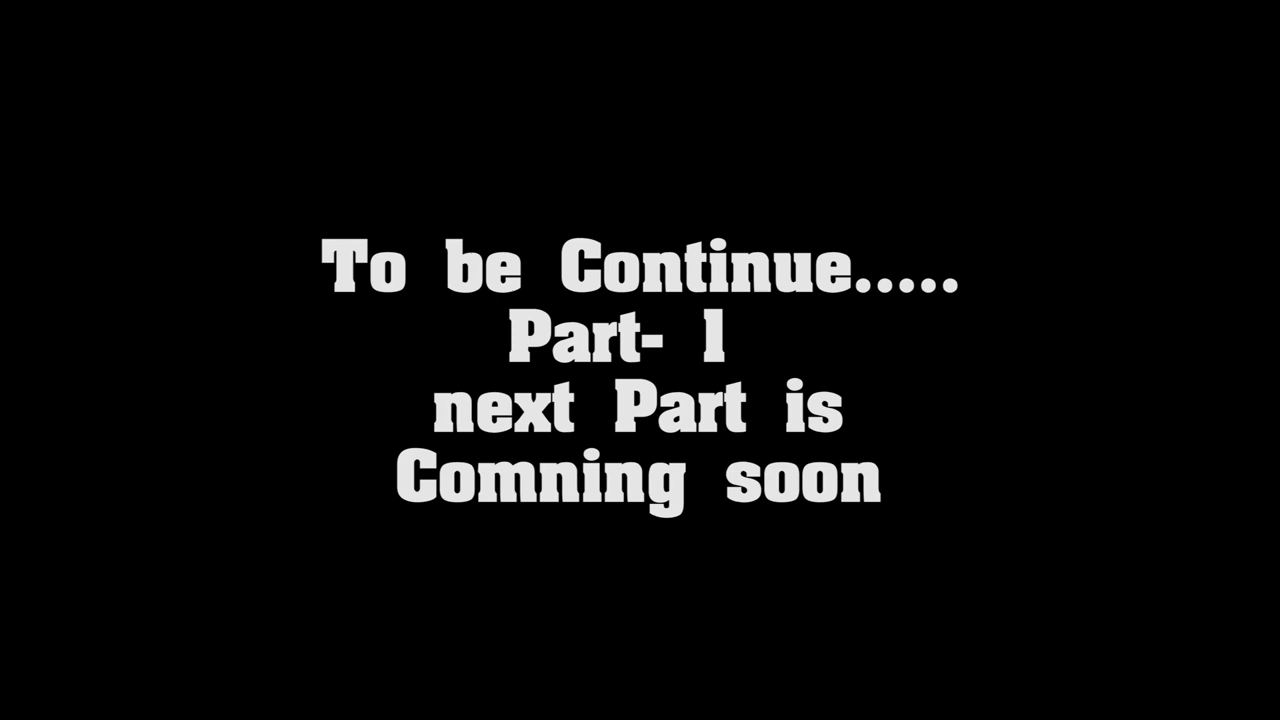 To be Continue.....
Part- 1
next Part is
Comning soon